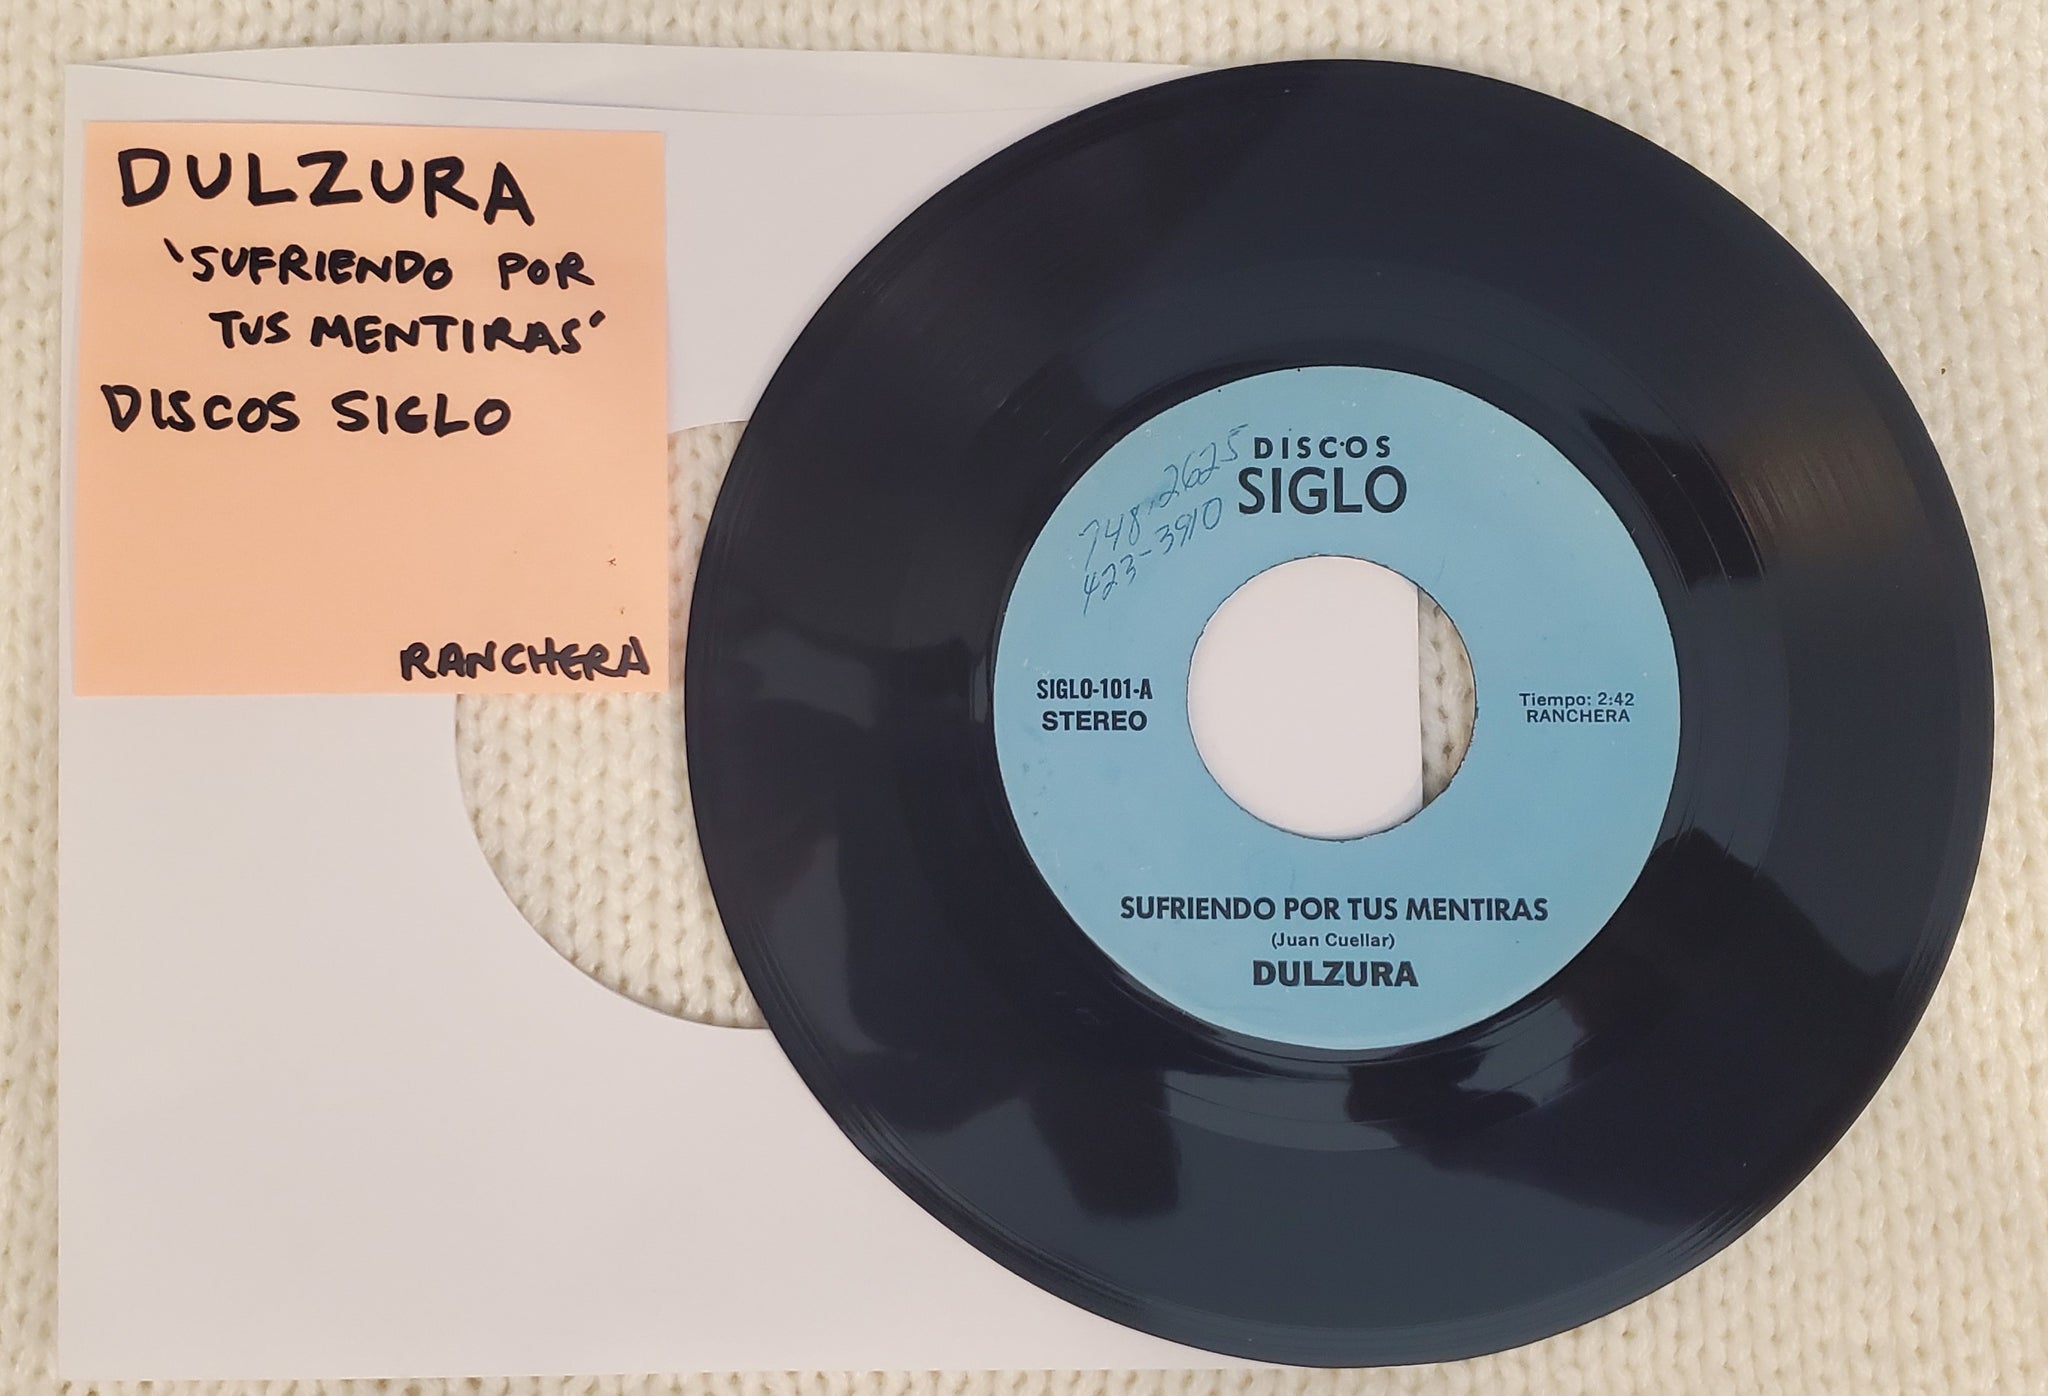 DULZURA
'SUFRIENDO POR
TUS MENTIRAS'
DISCOS SIGLO
RANCHERA
DISCOS
SIGLO
748-2625
423-3910
SIGLO-101-A
STEREO
Tiempo: 2:42
RANCHERA
SUFRIENDO POR TUS MENTIRAS
(Juan Cuellar)
DULZURA